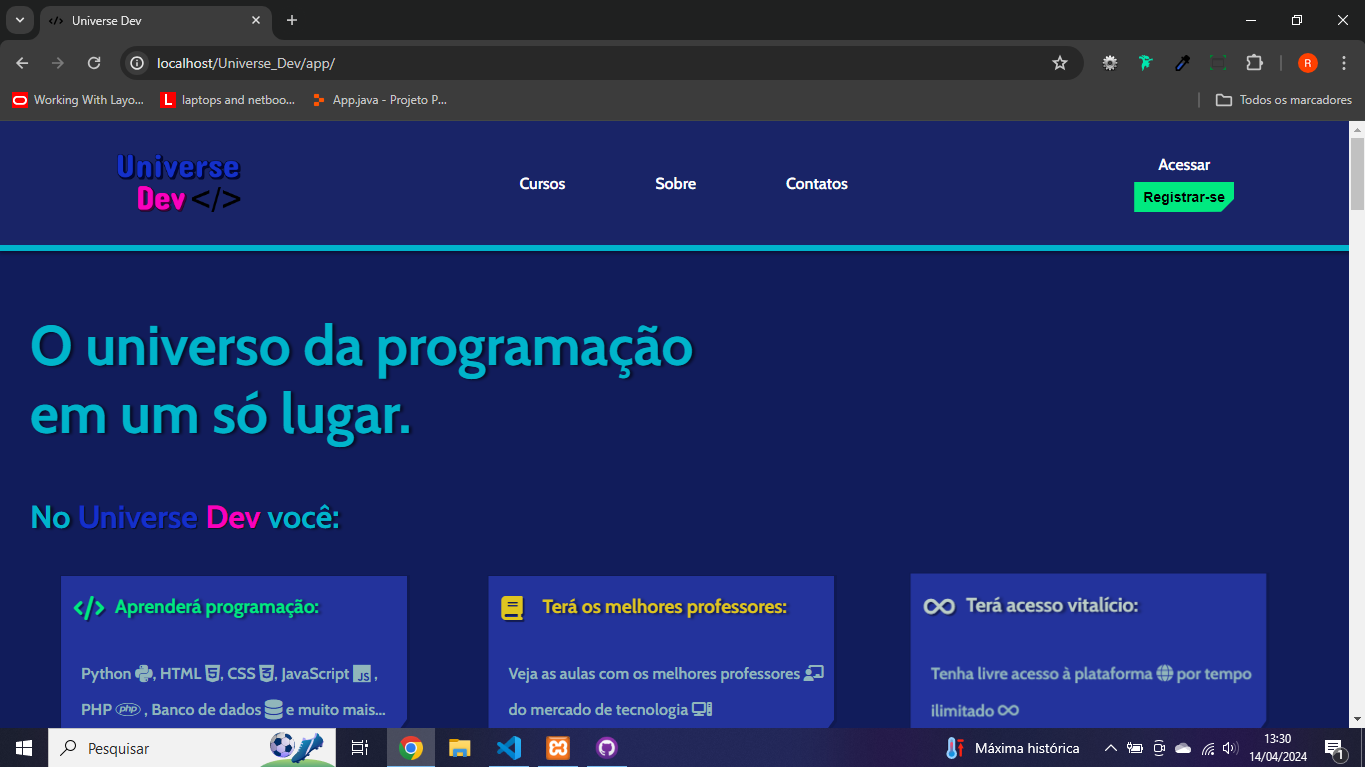 Universe Dev
localhost/Universe_Dev/app/
R
Working With Layo...
L laptops and netboo...
App.java - Projeto P...
Todos os marcadores
Universe
Dev </>
Cursos
Sobre
Contatos
Acessar
Registrar-se
O universo da programação
em um só lugar.
No Universe Dev você:
</> Aprenderá programação:
Python, HTML, CSS, JavaScript JS,
PHP php, Banco de dados e muito mais...
Terá os melhores professores:
Veja as aulas com os melhores professores
do mercado de tecnologia
Terá acesso vitalício:
Tenha livre acesso à plataforma por tempo
ilimitado
Pesquisar
Máxima histórica
13:30
14/04/2024
1